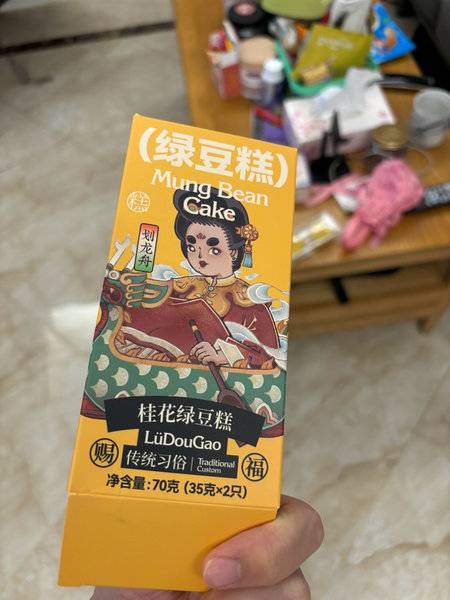 (绿豆糕)
Mung Bean
Cake
糕
划龙舟
桂花绿豆糕
LüDouGao
赐
传统习俗
Traditional
Custom
福
净含量:70克 (35克×2只)